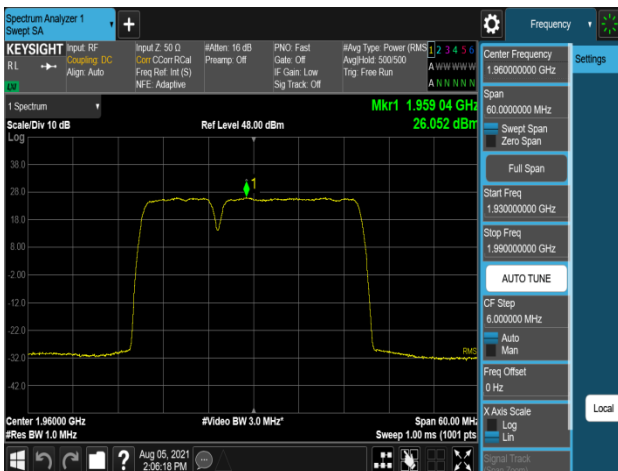 Spectrum Analyzer 1
Swept SA
Frequency
KEYSIGHT
RL
LU
Input: RF
Coupling: DC
Align: Auto
Input Z: 50 Ω
Corr CCorr RCal
Freq Ref: Int (S)
NFE: Adaptive
#Atten: 16 dB
Preamp: Off
PNO: Fast
Gate: Off
IF Gain: Low
Sig Track: Off
#Avg Type: Power (RMS
Avg|Hold: 500/500
Trig: Free Run
1 2 3 4 5 6
A W W W W W
A N N N N N
1 Spectrum
Scale/Div 10 dB
Log
Ref Level 48.00 dBm
Mkr1 1.959 04 GHz
26.052 dBm
38.0
28.0
18.0
8.00
-2.00
-12.0
-22.0
-32.0
-42.0
1
RMS
Center 1.96000 GHz
#Res BW 1.0 MHz
#Video BW 3.0 MHz*
Span 60.00 MHz
Sweep 1.00 ms (1001 pts
Aug 05, 2021
2:06:18 PM
Center Frequency
1.960000000 GHz
Span
60.0000000 MHz
Swept Span
Zero Span
Full Span
Start Freq
1.930000000 GHz
Stop Freq
1.990000000 GHz
AUTO TUNE
CF Step
6.000000 MHz
Auto
Man
Freq Offset
0 Hz
X Axis Scale
Log
Lin
Signal Track
Settings
Local